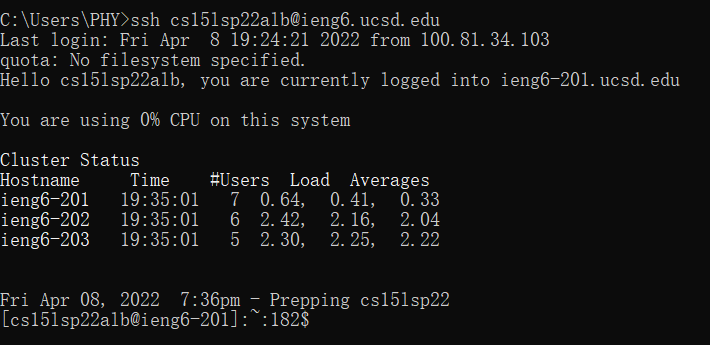 C:\Users\PHY>ssh cs15lsp22alb@ieng6.ucsd.edu
Last login: Fri Apr  8 19:24:21 2022 from 100.81.34.103
quota: No filesystem specified.
Hello cs15lsp22alb, you are currently logged into ieng6-201.ucsd.edu
You are using 0% CPU on this system
Cluster Status
Hostname     Time    #Users  Load  Averages
ieng6-201   19:35:01   7  0.64,  0.41,  0.33
ieng6-202   19:35:01   6  2.42,  2.16,  2.04
ieng6-203   19:35:01   5  2.30,  2.25,  2.22
Fri Apr 08, 2022  7:36pm - Prepping cs15lsp22
[cs15lsp22alb@ieng6-201]:~:182$